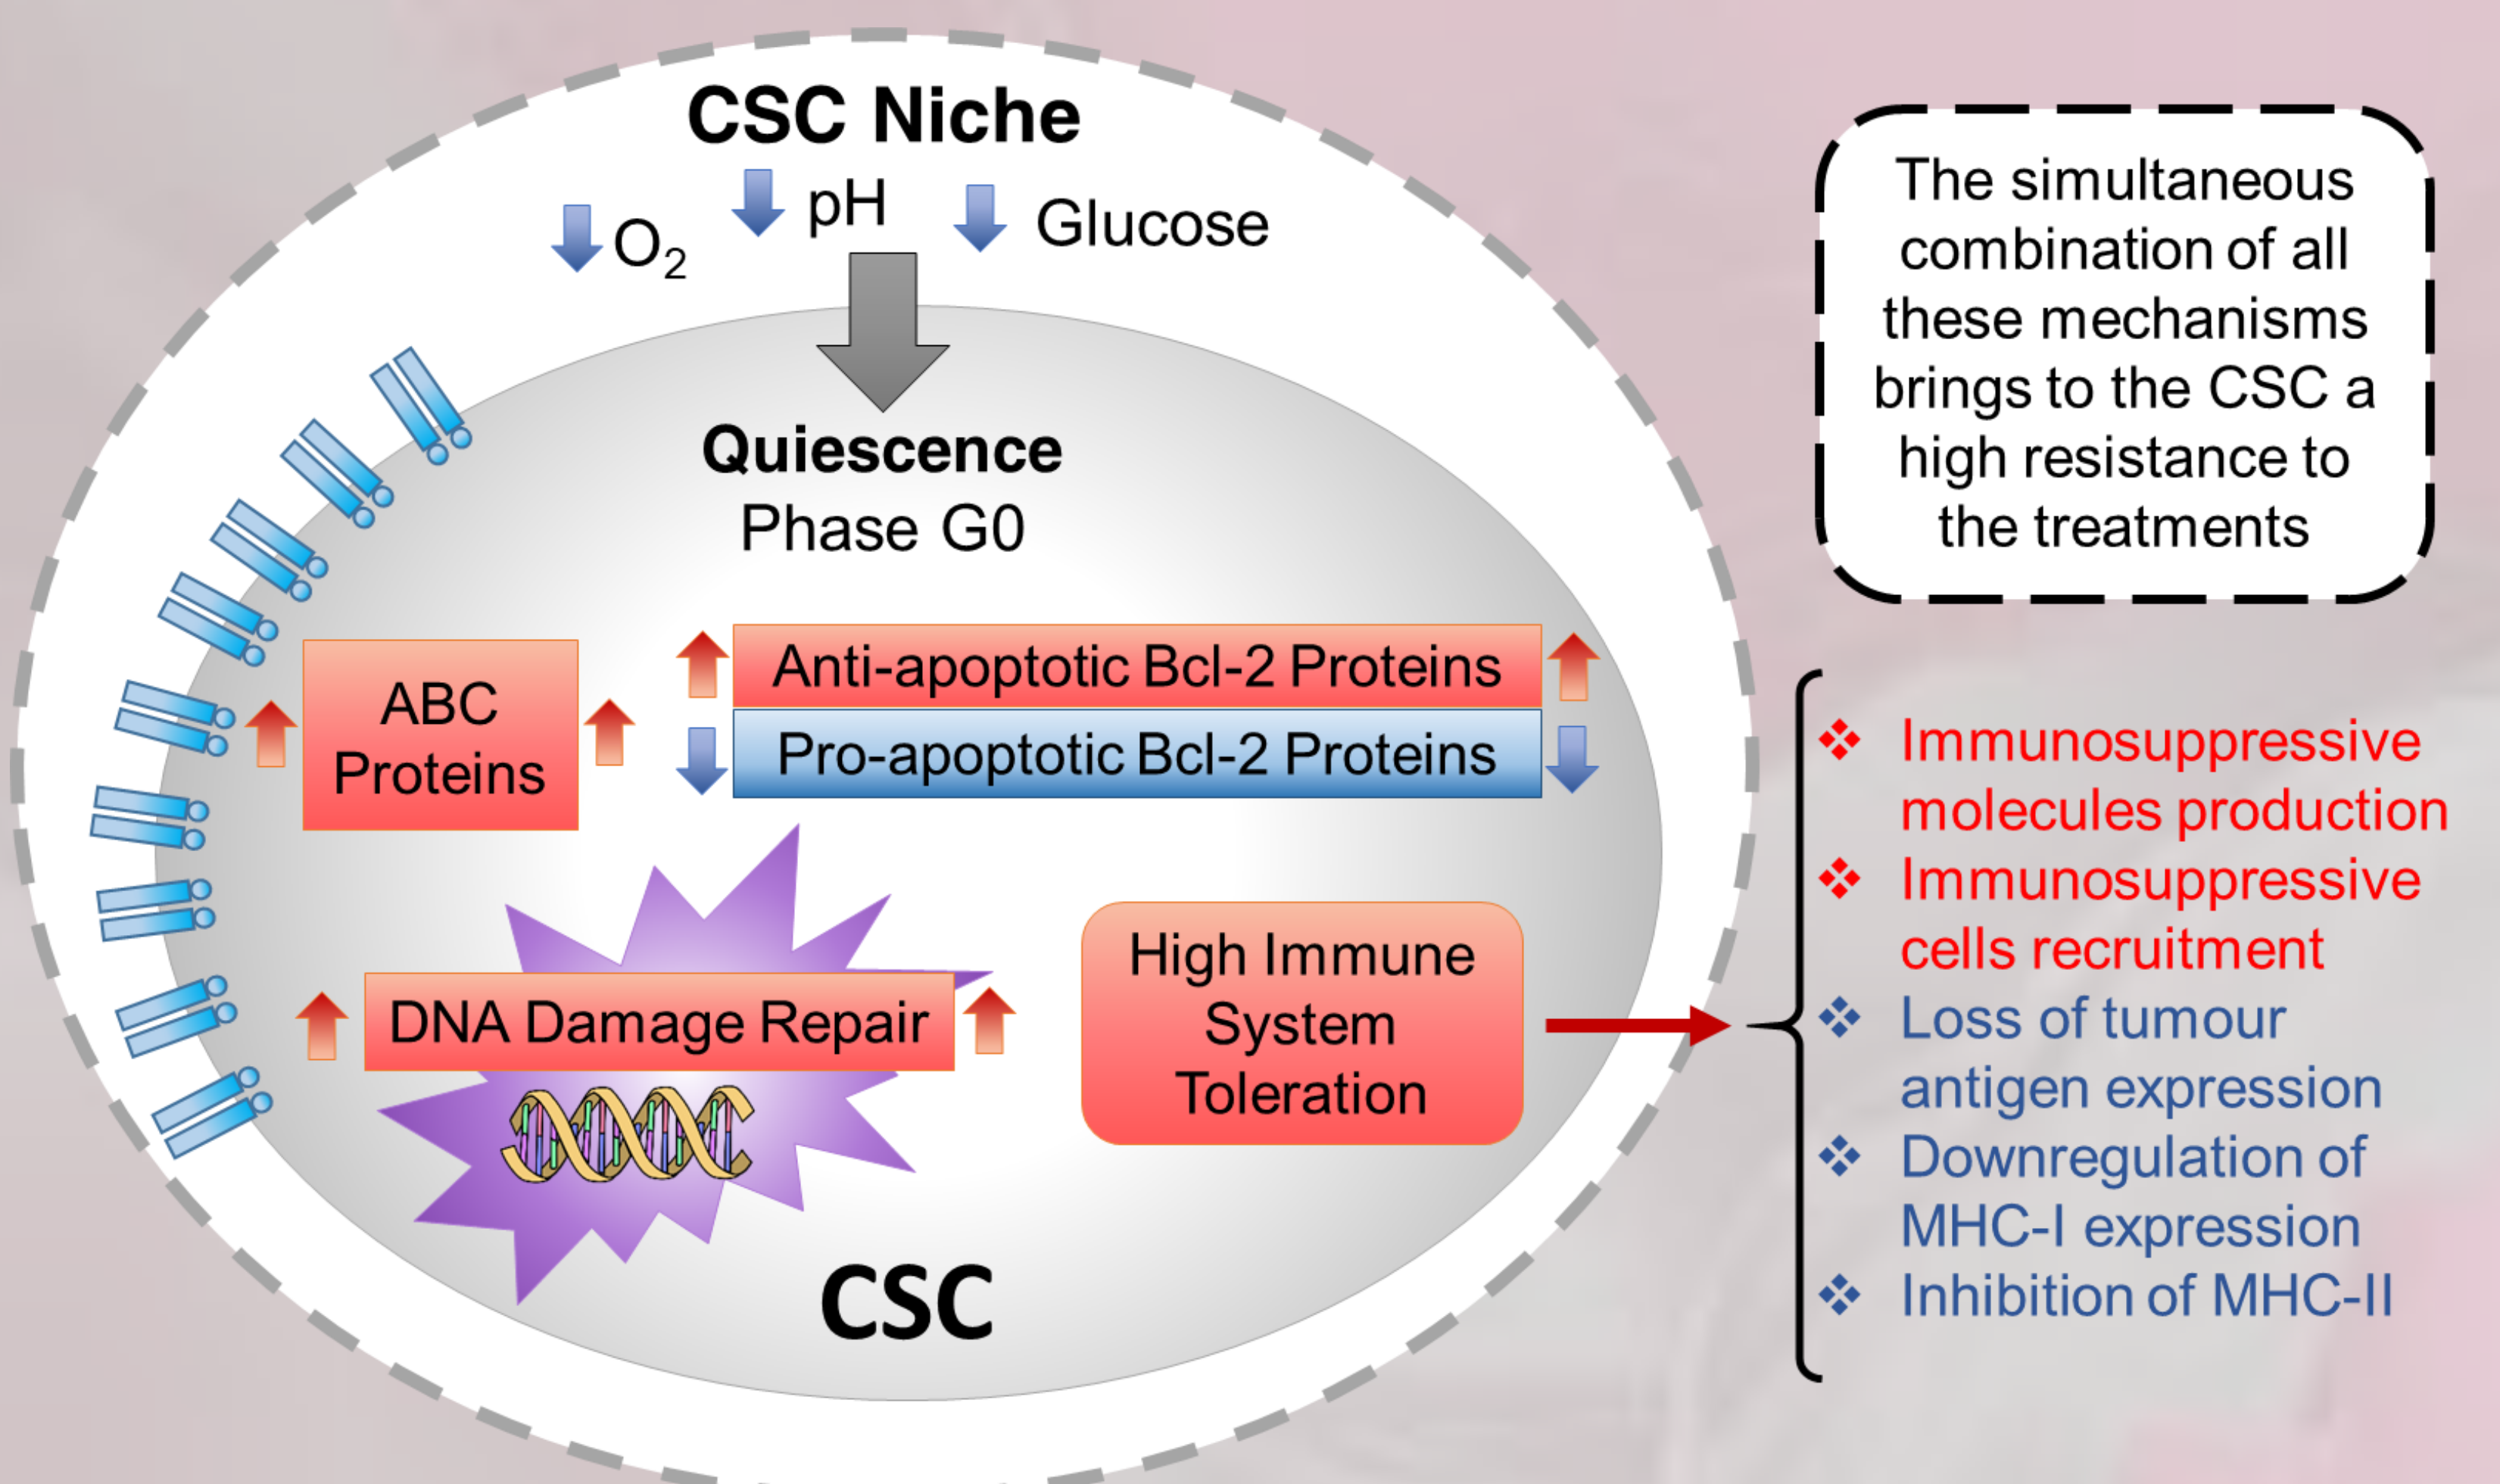 CSC Niche
O₂
pH
Glucose
Quiescence
Phase G0
ABC
Proteins
Anti-apoptotic Bcl-2 Proteins
Pro-apoptotic Bcl-2 Proteins
DNA Damage Repair
High Immune
System
Toleration
CSC
The simultaneous
combination of all
these mechanisms
brings to the CSC a
high resistance to
the treatments
Immunosuppressive
molecules production
Immunosuppressive
cells recruitment
Loss of tumour
antigen expression
Downregulation of
MHC-I expression
Inhibition of MHC-II